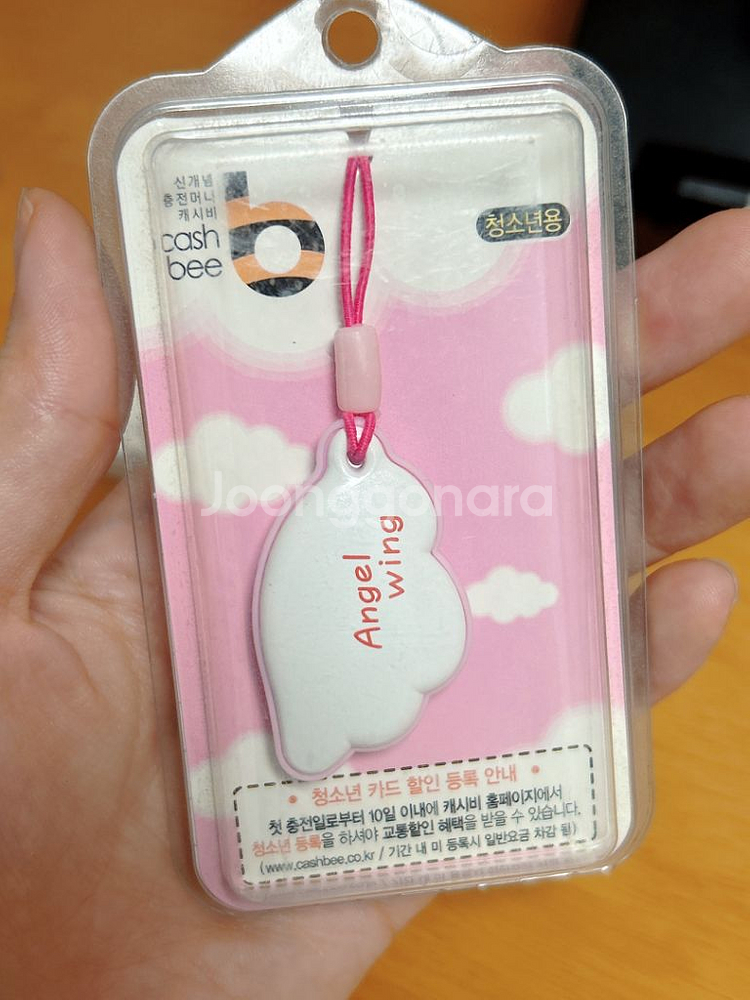 신개념
충전머니
캐시비
cash
bee
b
청소년용
Joonggonara
Angel
wing
• 청소년 카드 할인 등록 안내 •
첫 충전일로부터 10일 이내에 캐시비 홈페이지에서
청소년 등록을 하셔야 교통할인 혜택을 받을 수 있습니다.
(www.cashbee.co.kr / 기간 내 미 등록시 일반요금 차감 됨)